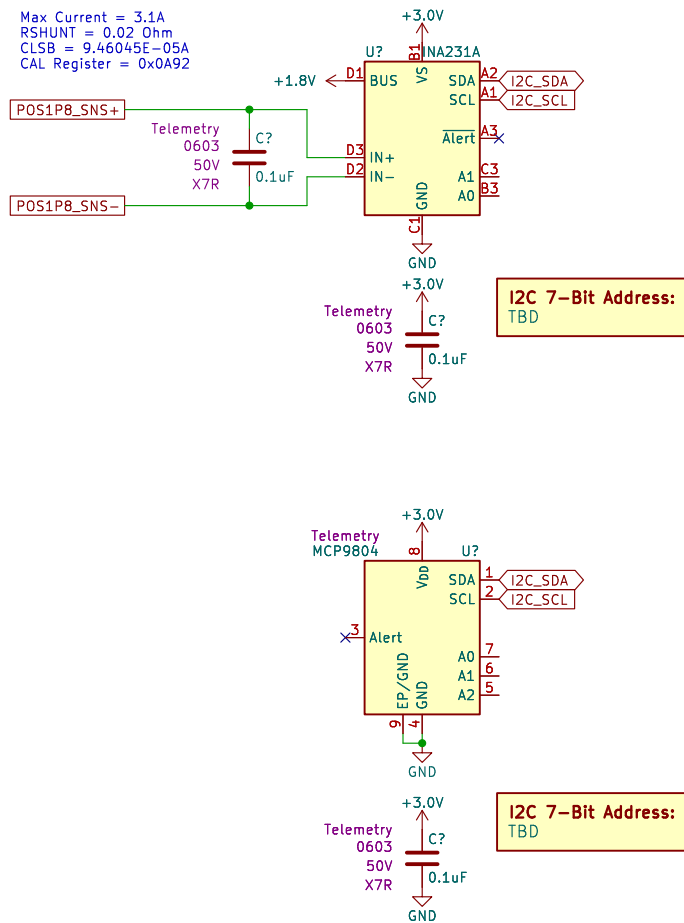 Max Current = 3.1A
RSHUNT = 0.02 Ohm
CLSB = 9.46045E-05A
CAL Register = 0x0A92
+3.0V
U?
INA231A
B1
VS
+1.8V
D1
BUS
SDA
A2
I2C_SDA
SCL
A1
I2C_SCL
POS1P8_SNS+
Telemetry
0603
50V
X7R
C?
0.1uF
Alert
A3
D3
IN+
D2
IN-
A1
C3
A0
B3
POS1P8_SNS-
GND
C1
GND
+3.0V
Telemetry
0603
50V
X7R
C?
0.1uF
GND
I2C 7-Bit Address:
TBD
+3.0V
Telemetry
MCP9804
8
U?
VDD
SDA
1
I2C_SDA
SCL
2
I2C_SCL
3
Alert
A0
7
A1
6
A2
5
EP/GND
GND
9
4
GND
+3.0V
Telemetry
0603
50V
X7R
C?
0.1uF
GND
I2C 7-Bit Address:
TBD